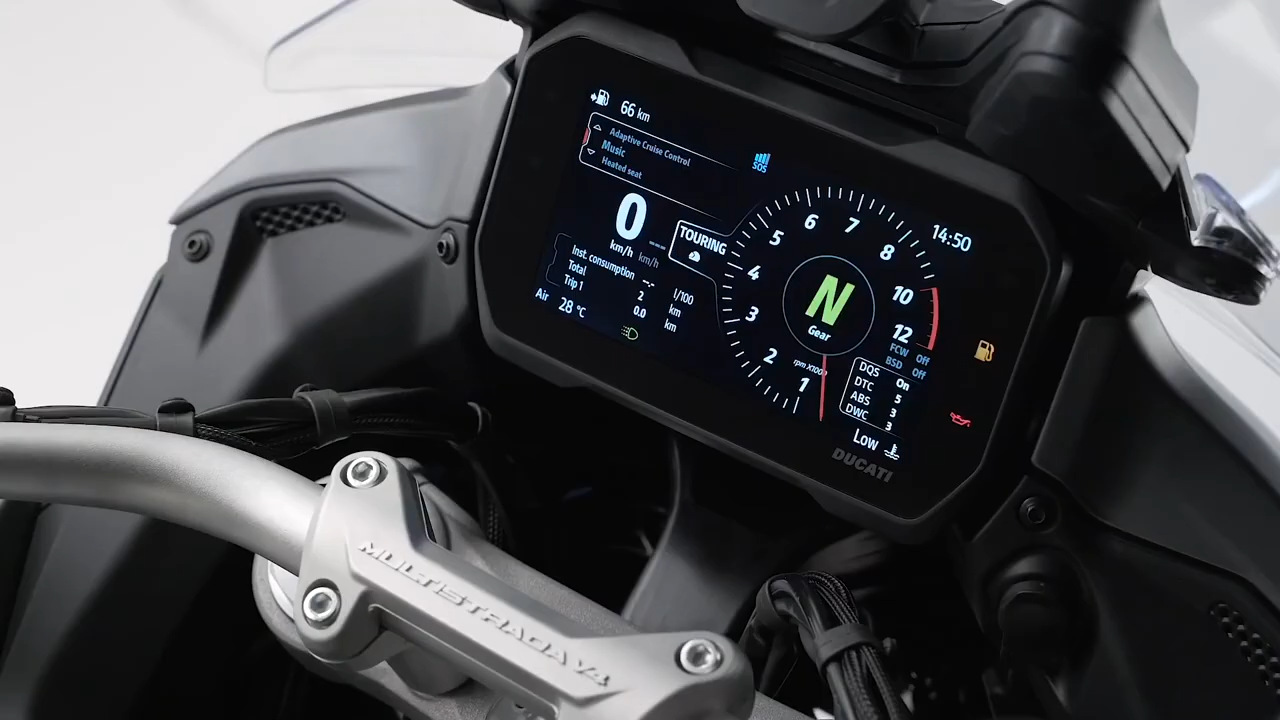 66 km
Adaptive Cruise Control
Music
Heated seat
SOS
14:50
0
km/h km/h
TOURING
Inst. consumption -.- l/100
Total 2 km
Trip 1 0.0 km
Air 28 °C
1
2
3
4
5
6
7
8
10
12
N
Gear
rpm X1000
FCW Off
BSD Off
DQS On
DTC 5
ABS 3
DWC 3
Low
DUCATI
MULTISTRADA V4